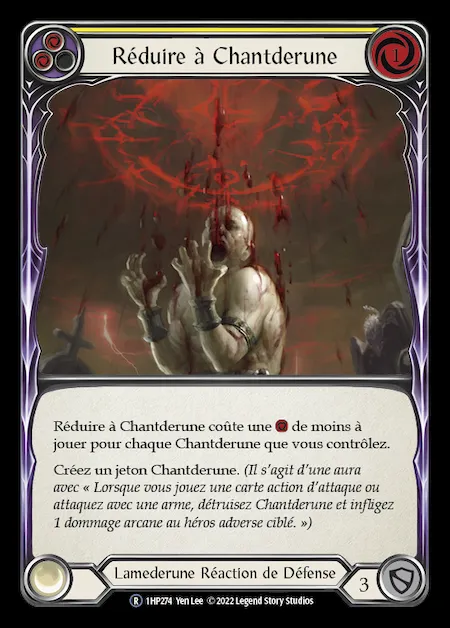 Réduire à Chantderune
1
Réduire à Chantderune coûte une de moins à
jouer pour chaque Chantderune que vous contrôlez.
Créez un jeton Chantderune. (Il s'agit d'une aura
avec « Lorsque vous jouez une carte action d'attaque ou
attaquez avec une arme, détruisez Chantderune et infligez
1 dommage arcane au héros adverse ciblé. »)
Lamederune Réaction de Défense
3
R 1HP274 Yen Lee ©2022 Legend Story Studios